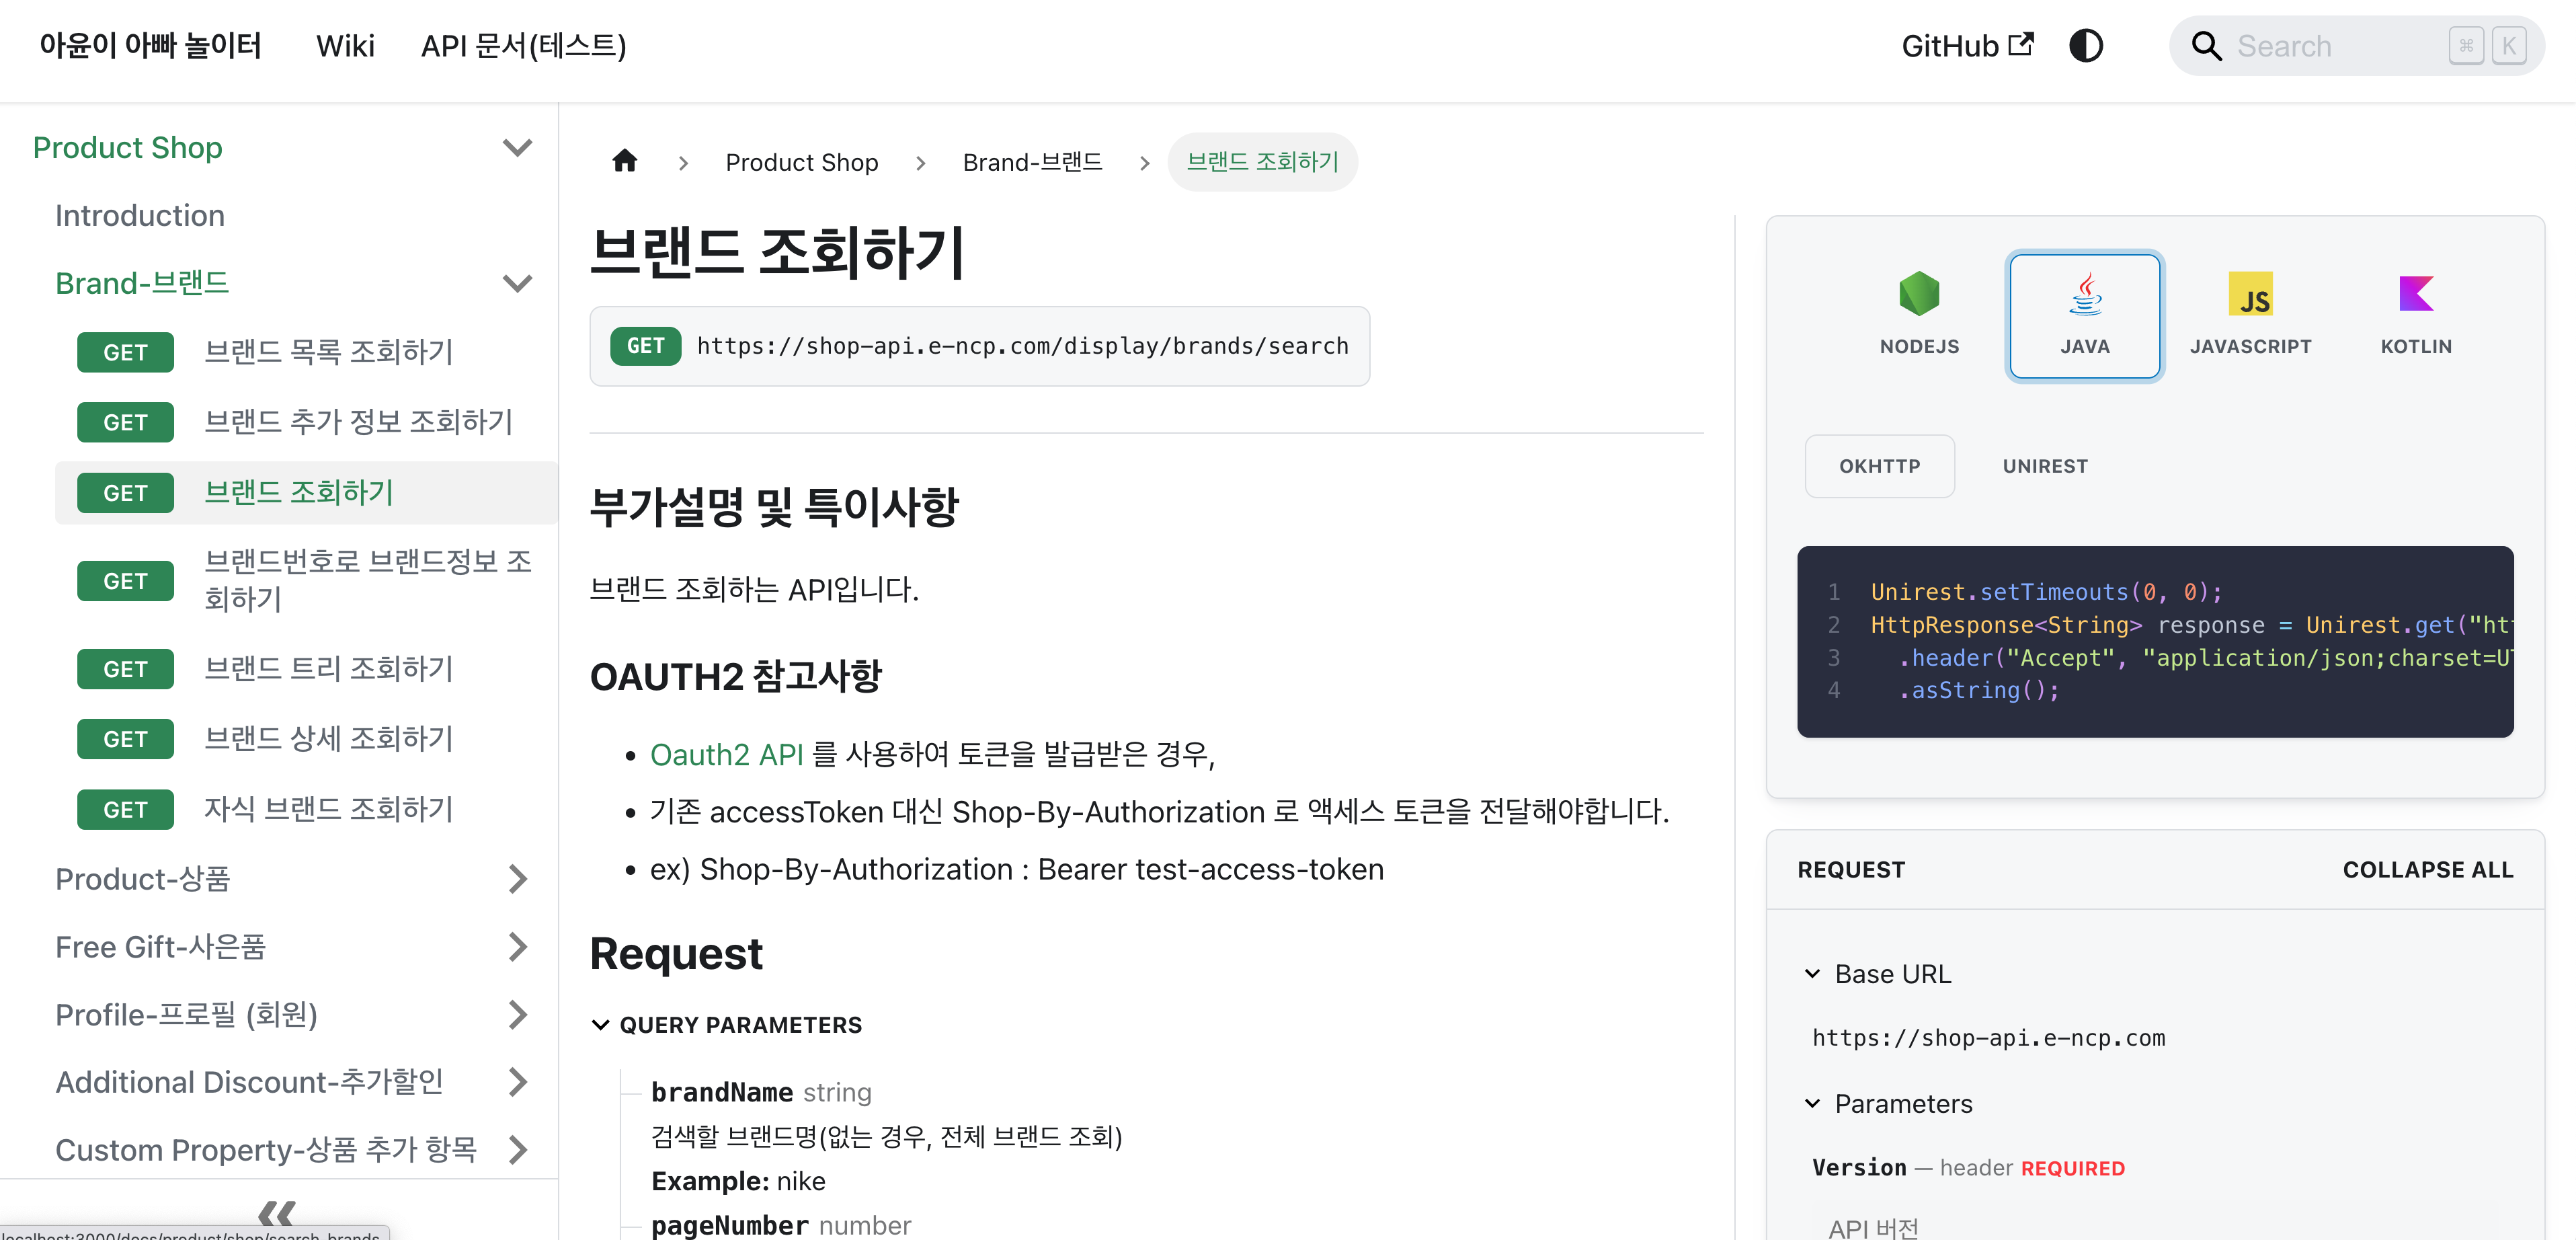 아윤이 아빠 놀이터
Wiki
API 문서(테스트)
GitHub
Search
⌘ K
Product Shop
Introduction
Brand-브랜드
GET 브랜드 목록 조회하기
GET 브랜드 추가 정보 조회하기
GET 브랜드 조회하기
GET 브랜드번호로 브랜드정보 조
회하기
GET 브랜드 트리 조회하기
GET 브랜드 상세 조회하기
GET 자식 브랜드 조회하기
Product-상품
Free Gift-사은품
Profile-프로필 (회원)
Additional Discount-추가할인
Custom Property-상품 추가 항목
localhost:3000/docs/product/shop/search-brands
Product Shop > Brand-브랜드 > 브랜드 조회하기
브랜드 조회하기
GET https://shop-api.e-ncp.com/display/brands/search
부가설명 및 특이사항
브랜드 조회하는 API입니다.
OAUTH2 참고사항
• Oauth2 API 를 사용하여 토큰을 발급받은 경우,
• 기존 accessToken 대신 Shop-By-Authorization 로 액세스 토큰을 전달해야합니다.
• ex) Shop-By-Authorization : Bearer test-access-token
Request
QUERY PARAMETERS
brandName string
검색할 브랜드명(없는 경우, 전체 브랜드 조회)
Example: nike
pageNumber number
NODEJS
JAVA
JS
JAVASCRIPT
KOTLIN
OKHTTP
UNIREST
1 Unirest.setTimeouts(0, 0);
2 HttpResponse<String> response = Unirest.get("htt
3 .header("Accept", "application/json;charset=UT
4 .asString();
REQUEST
COLLAPSE ALL
Base URL
https://shop-api.e-ncp.com
Parameters
Version — header REQUIRED
API 버전